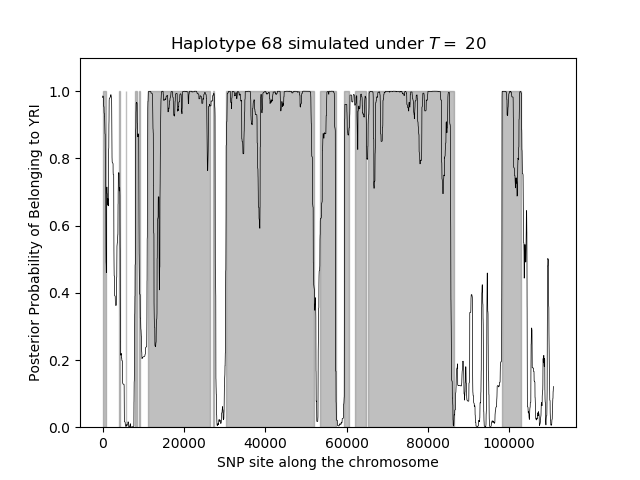 Haplotype 68 simulated under T = 20
Posterior Probability of Belonging to YRI
1.0
0.8
0.6
0.4
0.2
0.0
0 20000 40000 60000 80000 100000
SNP site along the chromosome